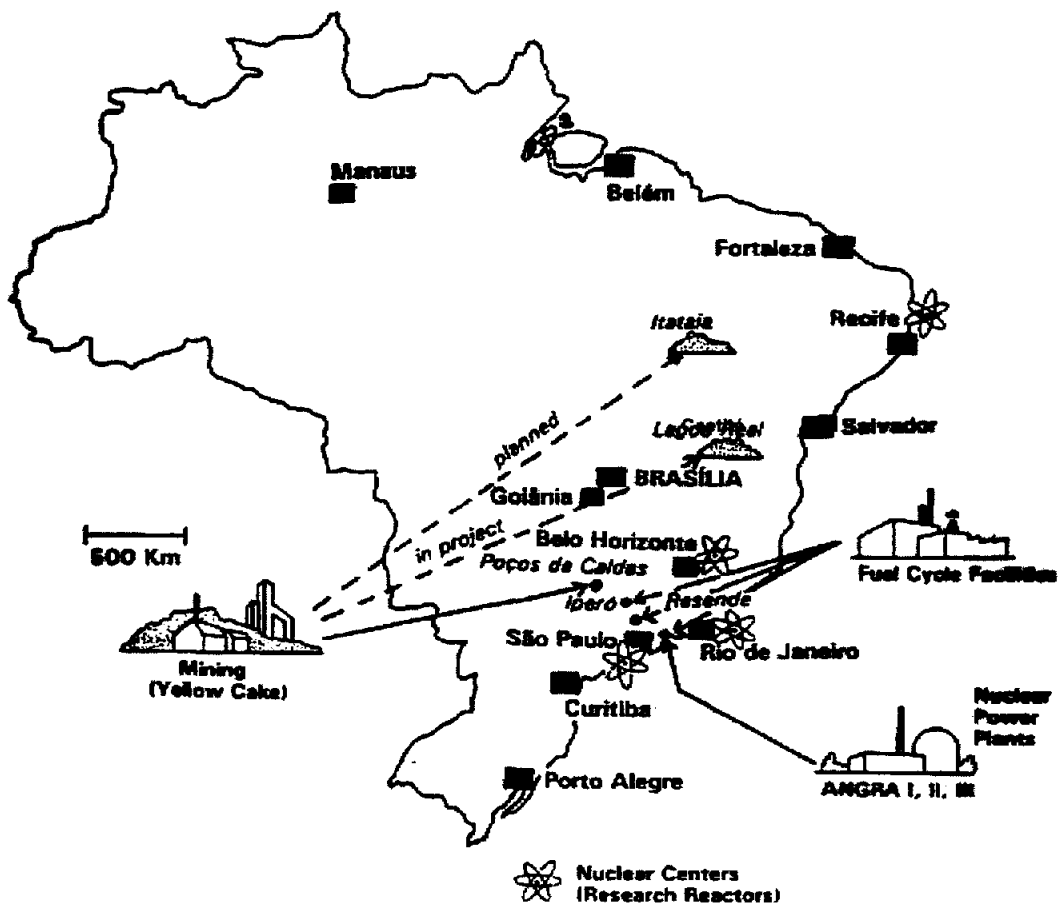 a
Manaus
Belém
Fortaleza
Recife
Itataia
planned
Lagoa Real
Salvador
BRASÍLIA
Goiânia
in project
500 Km
Belo Horizonte
Poços de Caldas
Fuel Cycle Facilities
Iperó
Resende
São Paulo
Rio de Janeiro
Mining
(Yellow Cake)
Curitiba
Nuclear
Power
Plants
Porto Alegre
ANGRA I, II, III
Nuclear Centers
(Research Reactors)